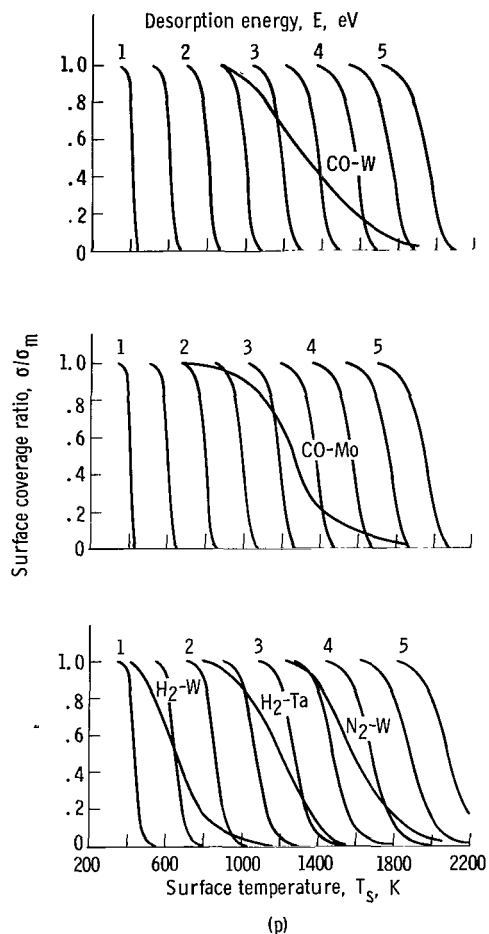 Desorption energy, E, eV
1 2 3 4 5
1.0
.8
.6
.4
.2
0
CO-W
Surface coverage ratio, σ/σm
1 2 3 4 5
1.0
.8
.6
.4
.2
0
CO-Mo
1 2 3 4 5
1.0
.8
.6
.4
.2
0
H2-W
H2-Ta
N2-W
200 600 1000 1400 1800 2200
Surface temperature, Ts, K
(p)